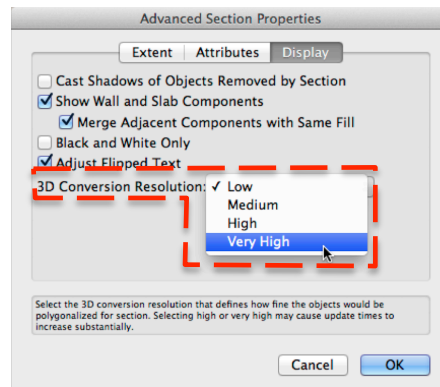 Advanced Section Properties
Extent Attributes Display
Cast Shadows of Objects Removed by Section
Show Wall and Slab Components
Merge Adjacent Components with Same Fill
Black and White Only
Adjust Flipped Text
3D Conversion Resolution: ✓ Low
Medium
High
Very High
Select the 3D conversion resolution that defines how fine the objects would be
polygonalized for section. Selecting high or very high may cause update times to
increase substantially.
Cancel OK